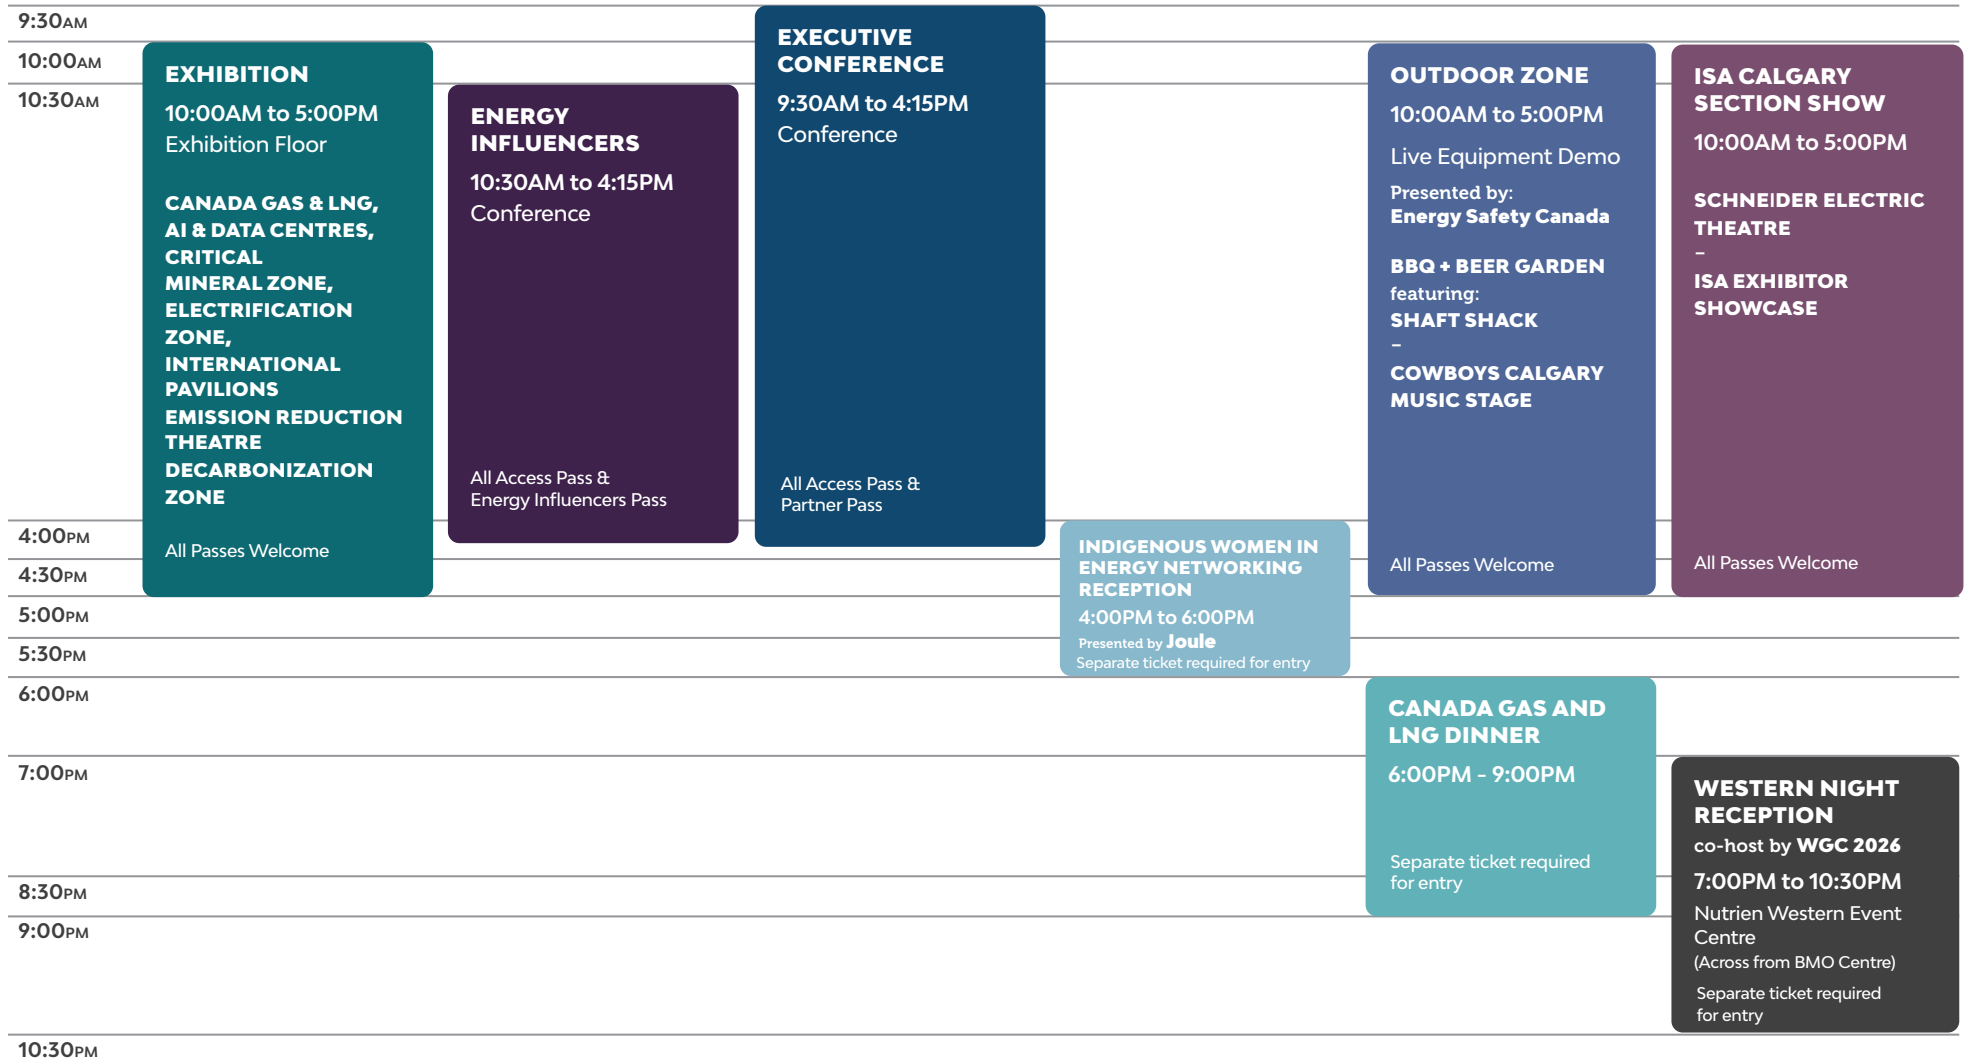 9:30AM
10:00AM
10:30AM
4:00PM
4:30PM
5:00PM
5:30PM
6:00PM
7:00PM
8:30PM
9:00PM
10:30PM
EXHIBITION
10:00AM to 5:00PM
Exhibition Floor
CANADA GAS & LNG,
AI & DATA CENTRES,
CRITICAL
MINERAL ZONE,
ELECTRIFICATION
ZONE,
INTERNATIONAL
PAVILIONS
EMISSION REDUCTION
THEATRE
DECARBONIZATION
ZONE
All Passes Welcome
ENERGY
INFLUENCERS
10:30AM to 4:15PM
Conference
All Access Pass &
Energy Influencers Pass
EXECUTIVE
CONFERENCE
9:30AM to 4:15PM
Conference
All Access Pass &
Partner Pass
INDIGENOUS WOMEN IN
ENERGY NETWORKING
RECEPTION
4:00PM to 6:00PM
Presented by Joule
Separate ticket required for entry
OUTDOOR ZONE
10:00AM to 5:00PM
Live Equipment Demo
Presented by:
Energy Safety Canada
BBQ + BEER GARDEN
featuring:
SHAFT SHACK
–
COWBOYS CALGARY
MUSIC STAGE
All Passes Welcome
CANADA GAS AND
LNG DINNER
6:00PM - 9:00PM
Separate ticket required
for entry
ISA CALGARY
SECTION SHOW
10:00AM to 5:00PM
SCHNEIDER ELECTRIC
THEATRE
–
ISA EXHIBITOR
SHOWCASE
All Passes Welcome
WESTERN NIGHT
RECEPTION
co-host by WGC 2026
7:00PM to 10:30PM
Nutrien Western Event
Centre
(Across from BMO Centre)
Separate ticket required
for entry